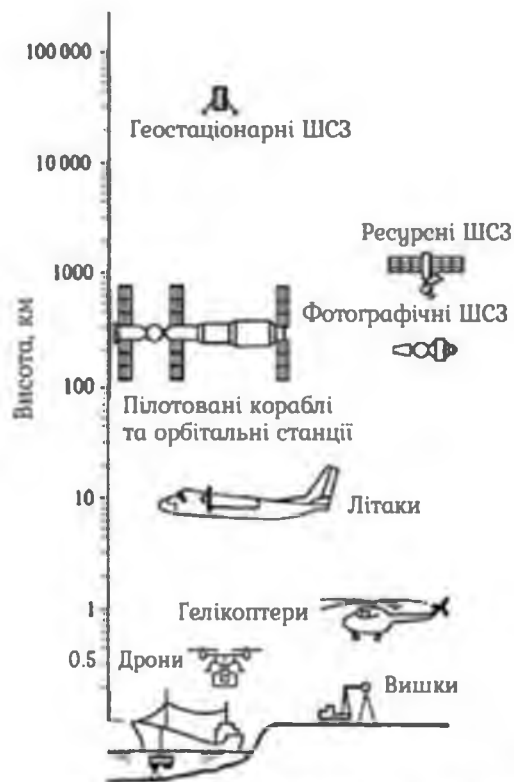 100 000
Геостаціонарні ШСЗ
10 000
Ресурсні ШСЗ
1000
Фотографічні ШСЗ
Висота, км
100
Пілотовані кораблі
та орбітальні станції
10
Літаки
1
Гелікоптери
0.5
Дрони
Вишки